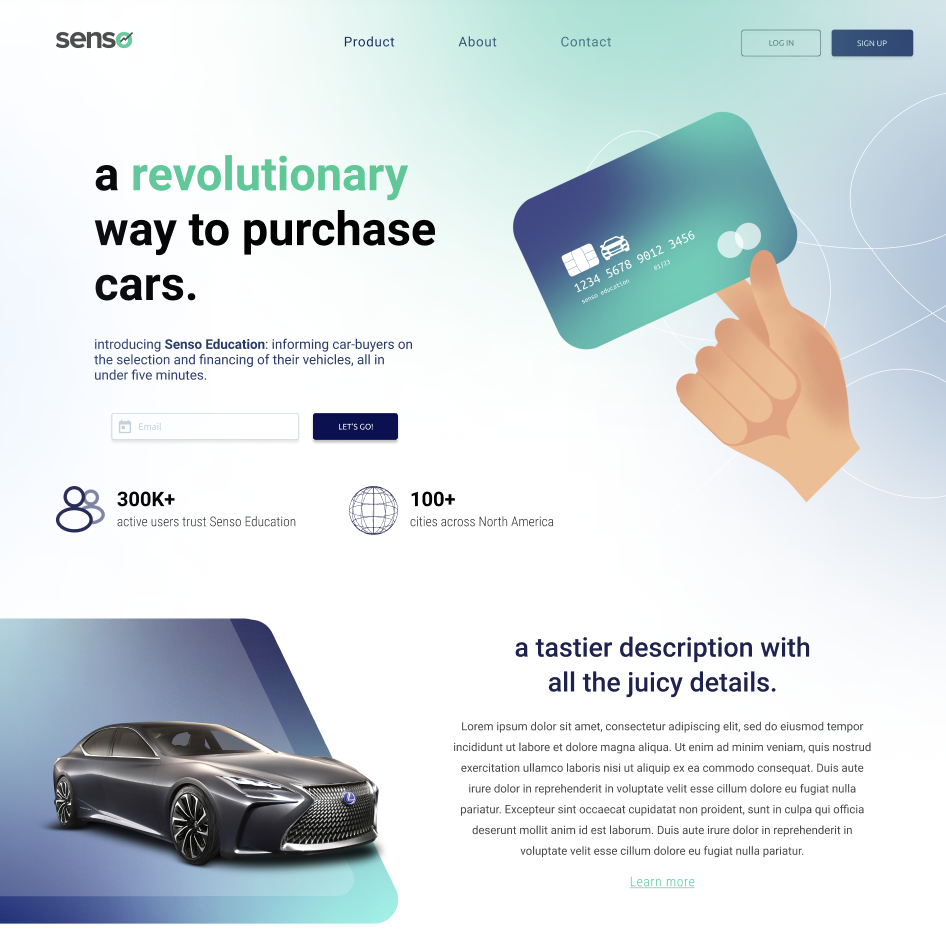 senso
Product
About
Contact
LOG IN
SIGN UP
a revolutionary
way to purchase
cars.
1234 5678 9012 3456
01/23
senso education
introducing Senso Education: informing car-buyers on
the selection and financing of their vehicles, all in
under five minutes.
Email
LET'S GO!
300K+
active users trust Senso Education
100+
cities across North America
a tastier description with
all the juicy details.
Lorem ipsum dolor sit amet, consectetur adipiscing elit, sed do eiusmod tempor
incididunt ut labore et dolore magna aliqua. Ut enim ad minim veniam, quis nostrud
exercitation ullamco laboris nisi ut aliquip ex ea commodo consequat. Duis aute
irure dolor in reprehenderit in voluptate velit esse cillum dolore eu fugiat nulla
pariatur. Excepteur sint occaecat cupidatat non proident, sunt in culpa qui officia
deserunt mollit anim id est laborum. Duis aute irure dolor in reprehenderit in
voluptate velit esse cillum dolore eu fugiat nulla pariatur.
Learn more